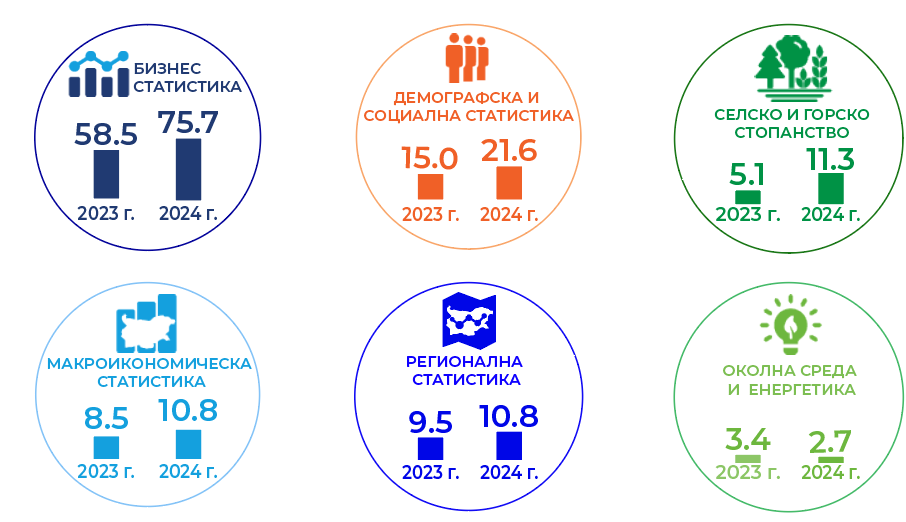 БИЗНЕС
СТАТИСТИКА
58.5
75.7
2023 г.
2024 г.
ДЕМОГРАФСКА И
СОЦИАЛНА СТАТИСТИКА
15.0
21.6
2023 г.
2024 г.
СЕЛСКО И ГОРСКО
СТОПАНСТВО
5.1
11.3
2023 г.
2024 г.
МАКРОИКОНОМИЧЕСКА
СТАТИСТИКА
8.5
10.8
2023 г.
2024 г.
РЕГИОНАЛНА
СТАТИСТИКА
9.5
10.8
2023 г.
2024 г.
ОКОЛНА СРЕДА
И ЕНЕРГЕТИКА
3.4
2.7
2023 г.
2024 г.